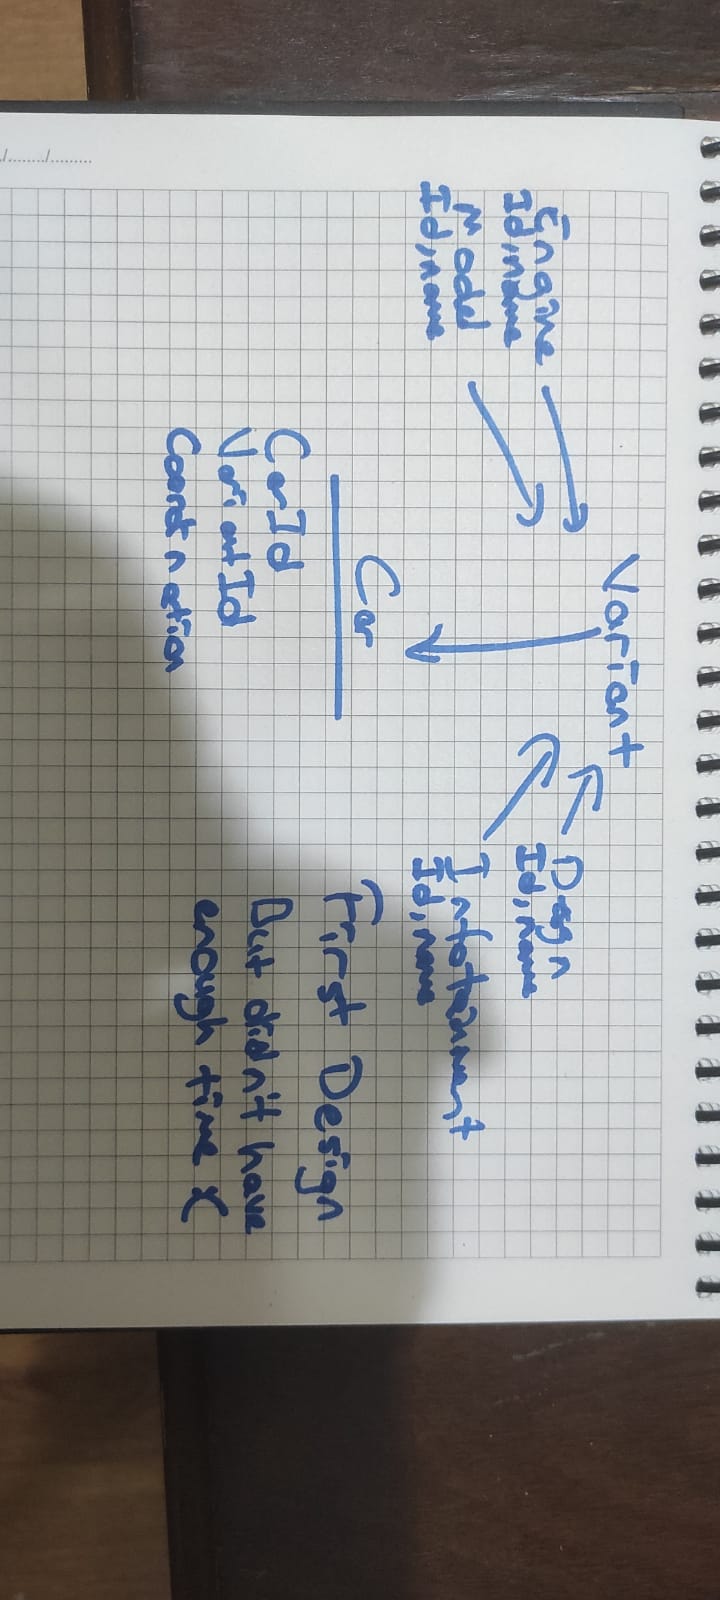 Variant
Engine
Id, name
Model
Id, name
Design
Id, name
Infotainment
Id, name
Car
CarId
VariantId
First Design
But didn't have
enough time